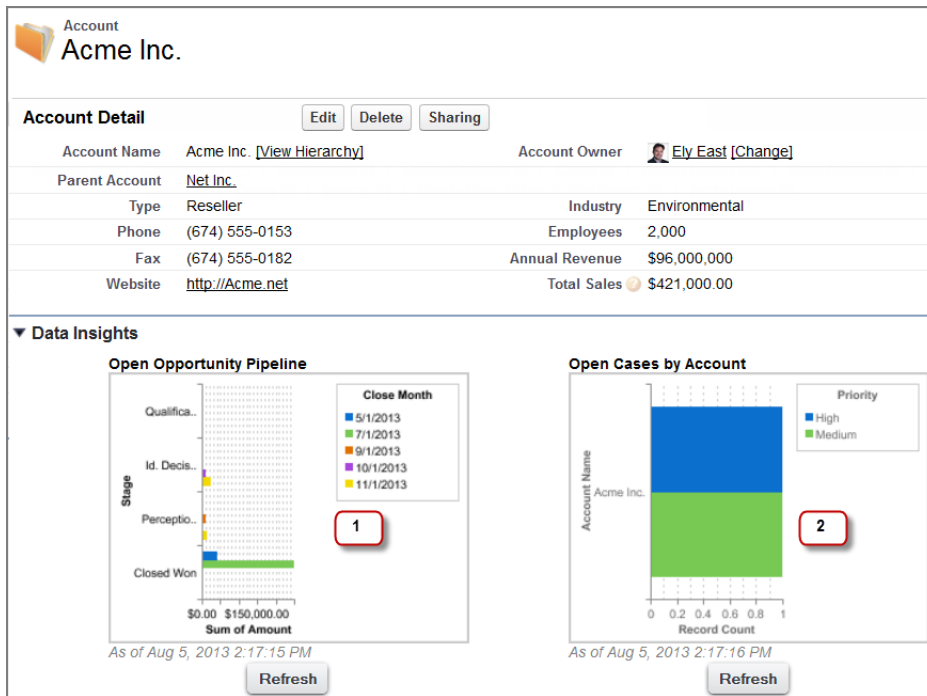 Account
Acme Inc.
Account Detail Edit Delete Sharing
Account Name Acme Inc. [View Hierarchy] Account Owner Ely East [Change]
Parent Account Net Inc.
Type Reseller Industry Environmental
Phone (674) 555-0153 Employees 2,000
Fax (674) 555-0182 Annual Revenue $96,000,000
Website http://Acme.net Total Sales ? $421,000.00
Data Insights
Open Opportunity Pipeline
Stage
Qualifica..
Id. Decis..
Perceptio..
Closed Won
$0.00 $150,000.00
Sum of Amount
Close Month
5/1/2013
7/1/2013
9/1/2013
10/1/2013
11/1/2013
1
As of Aug 5, 2013 2:17:15 PM
Refresh
Open Cases by Account
Account Name
Acme Inc.
0 0.2 0.4 0.6 0.8 1
Record Count
Priority
High
Medium
2
As of Aug 5, 2013 2:17:16 PM
Refresh